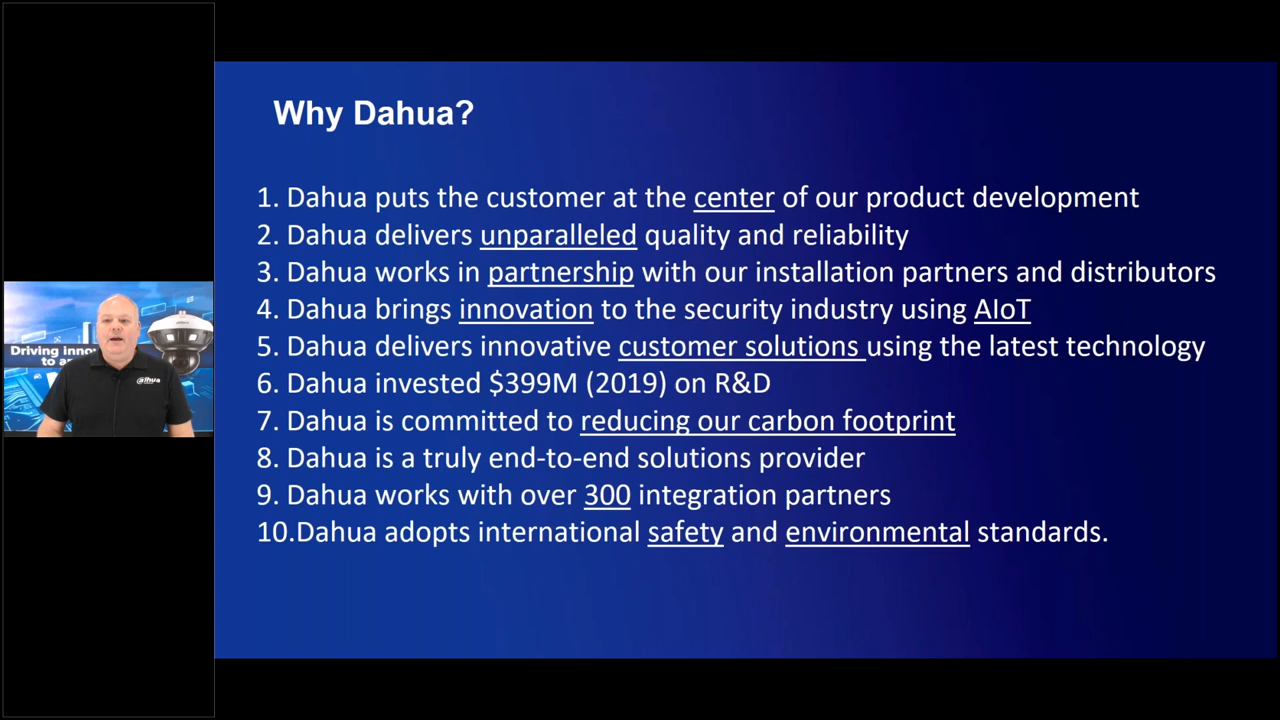 Why Dahua?
1. Dahua puts the customer at the center of our product development
2. Dahua delivers unparalleled quality and reliability
3. Dahua works in partnership with our installation partners and distributors
4. Dahua brings innovation to the security industry using AIoT
5. Dahua delivers innovative customer solutions using the latest technology
6. Dahua invested $399M (2019) on R&D
7. Dahua is committed to reducing our carbon footprint
8. Dahua is a truly end-to-end solutions provider
9. Dahua works with over 300 integration partners
10.Dahua adopts international safety and environmental standards.
Driving
to
alhua